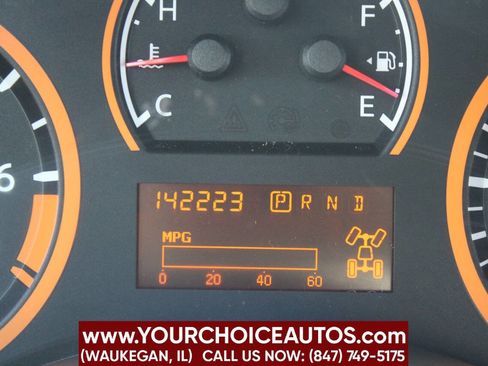 H F
C E
6
142223 P R N D
MPG
0 20 40 60
www.YOURCHOICEAUTOS.com
(WAUKEGAN, IL) CALL US NOW: (847) 749-5175